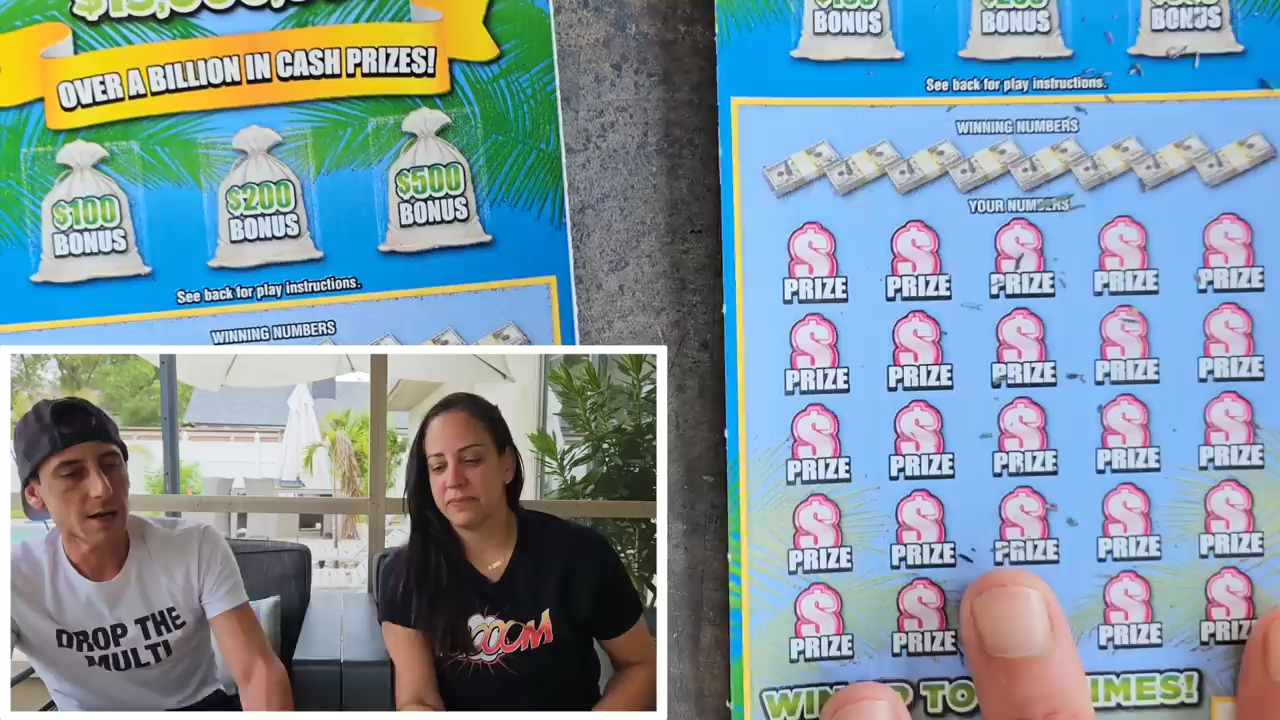 OVER A BILLION IN CASH PRIZES!
$100
BONUS
$200
BONUS
$500
BONUS
See back for play instructions.
WINNING NUMBERS
BONUS
BONUS
BONUS
See back for play instructions.
WINNING NUMBERS
YOUR NUMBERS
PRIZE PRIZE PRIZE PRIZE PRIZE
PRIZE PRIZE PRIZE PRIZE PRIZE
PRIZE PRIZE PRIZE PRIZE PRIZE
PRIZE PRIZE PRIZE PRIZE PRIZE
PRIZE PRIZE PRIZE PRIZE
TO
DROP THE
MULTI